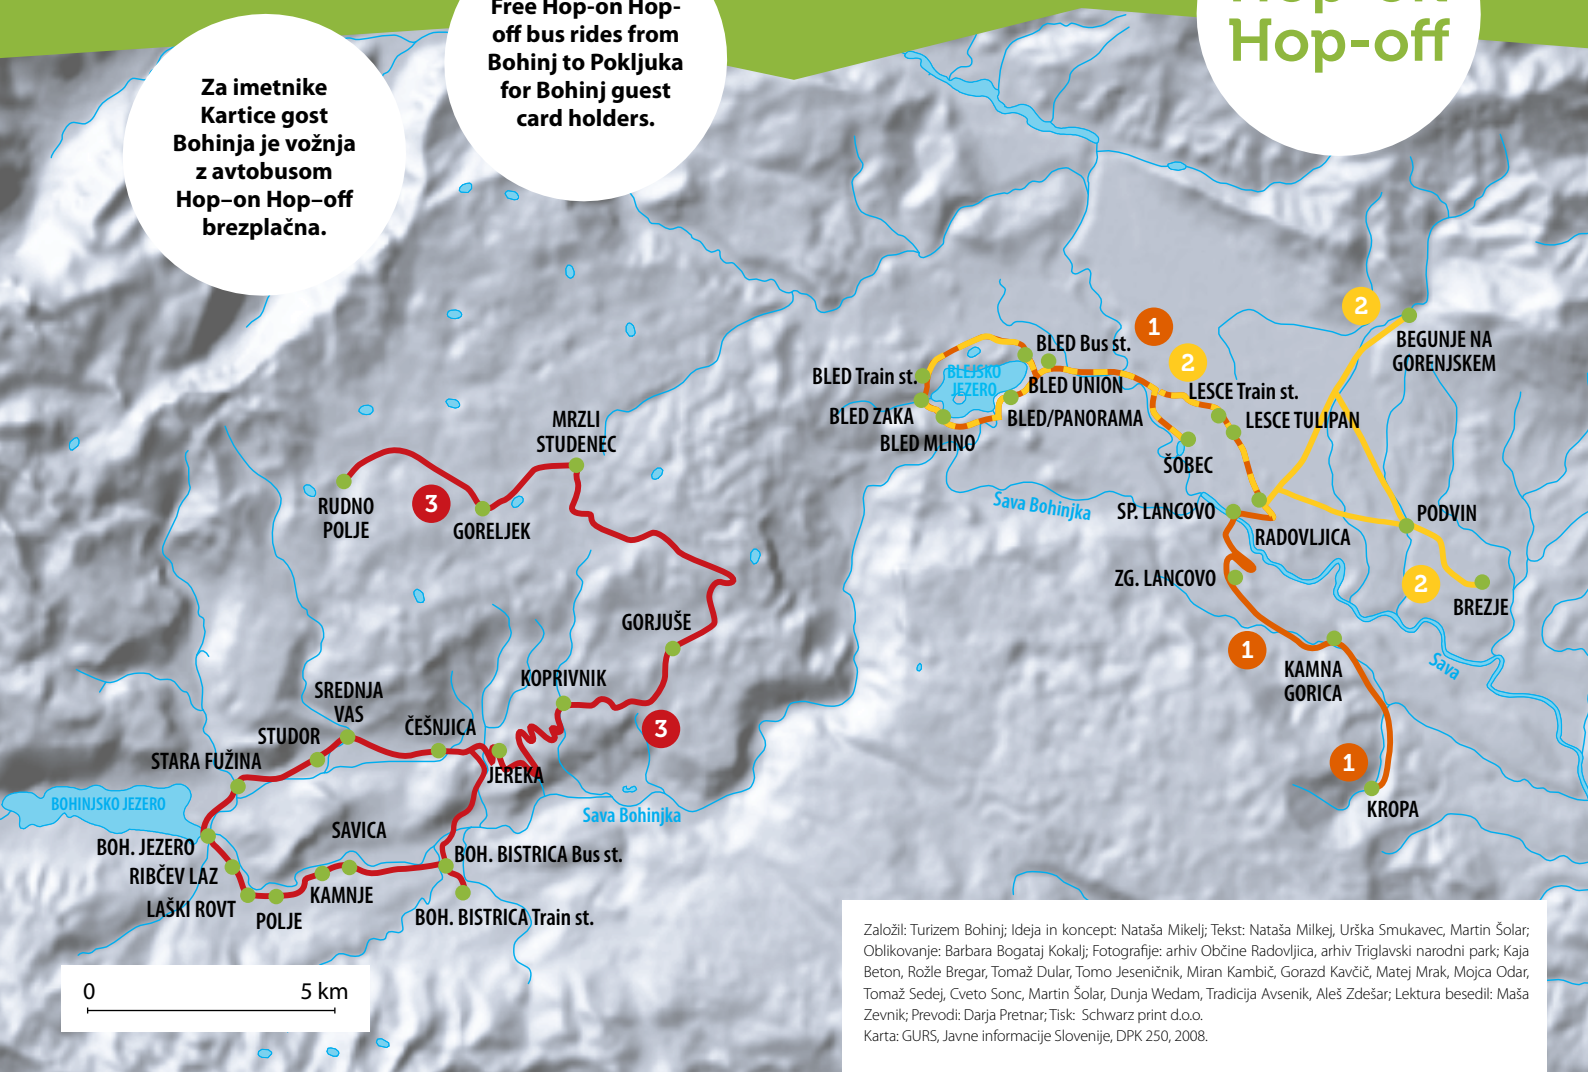 Za imetnike
Kartice gost
Bohinja je vožnja
z avtobusom
Hop–on Hop–off
brezplačna.
Free Hop-on Hop-
off bus rides from
Bohinj to Pokljuka
for Bohinj guest
card holders.
Hop-on
Hop-off
1
2
2
BEGUNJE NA
GORENJSKEM
BLED Bus st.
BLED Train st.
BLEJSKO
JEZERO
BLED UNION
LESCE Train st.
BLED ZAKA
BLED/PANORAMA
LESCE TULIPAN
BLED MLINO
ŠOBEC
MRZLI
STUDENEC
RUDNO
POLJE
3
GORELJEK
Sava Bohinjka
SP. LANCOVO
PODVIN
RADOVLJICA
ZG. LANCOVO
2
BREZJE
GORJUŠE
1
KAMNA
GORICA
Sava
KOPRIVNIK
SREDNJA
VAS
STUDOR
ČEŠNJICA
3
STARA FUŽINA
JEREKA
1
BOHINJSKO JEZERO
Sava Bohinjka
KROPA
SAVICA
BOH. JEZERO
BOH. BISTRICA Bus st.
RIBČEV LAZ
KAMNJE
LAŠKI ROVT
POLJE
BOH. BISTRICA Train st.
0 5 km
Založil: Turizem Bohinj; Ideja in koncept: Nataša Mikelj; Tekst: Nataša Milkej, Urška Smukavec, Martin Šolar;
Oblikovanje: Barbara Bogataj Kokalj; Fotografije: arhiv Občine Radovljica, arhiv Triglavski narodni park; Kaja
Beton, Rožle Bregar, Tomaž Dular, Tomo Jeseničnik, Miran Kambič, Gorazd Kavčič, Matej Mrak, Mojca Odar,
Tomaž Sedej, Cveto Sonc, Martin Šolar, Dunja Wedam, Tradicija Avsenik, Aleš Zdešar; Lektura besedil: Maša
Zevnik; Prevodi: Darja Pretnar; Tisk: Schwarz print d.o.o.
Karta: GURS, Javne informacije Slovenije, DPK 250, 2008.